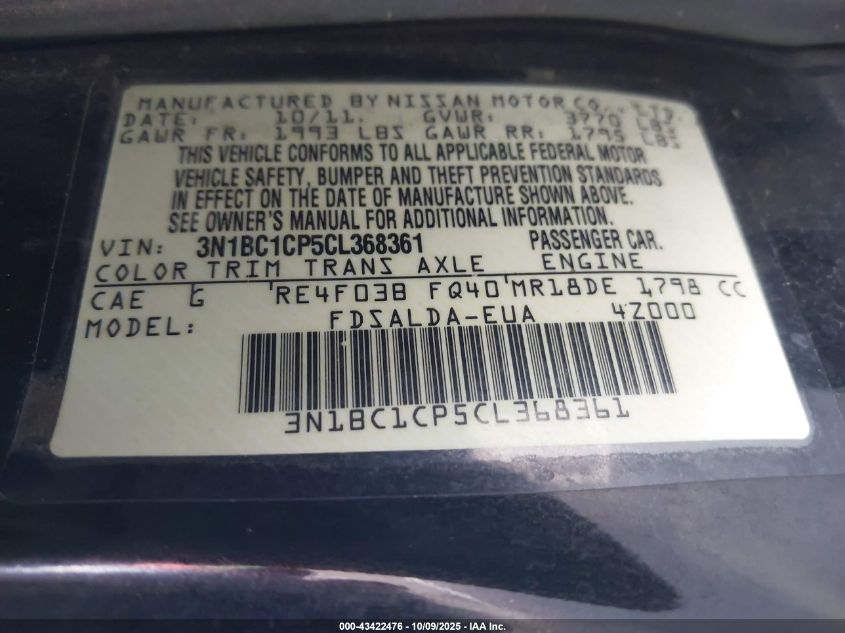 MANUFACTURED BY NISSAN MOTOR CO., LTD.
DATE: 10/11. GVWR: 3770 LB.
GAWR FR: 1993 LBS GAWR RR: 1795 LBS
THIS VEHICLE CONFORMS TO ALL APPLICABLE FEDERAL MOTOR
VEHICLE SAFETY, BUMPER AND THEFT PREVENTION STANDARDS
IN EFFECT ON THE DATE OF MANUFACTURE SHOWN ABOVE.
SEE OWNER'S MANUAL FOR ADDITIONAL INFORMATION.
VIN: 3N1BC1CP5CL368361 PASSENGER CAR.
COLOR TRIM TRANS AXLE ENGINE
CAE G RE4F03B FQ40 MR18DE 1798 CC
MODEL: FDSALDA-EUA 4Z000
3N1BC1CP5CL368361
000-43422476 - 10/09/2025 - IAA Inc.